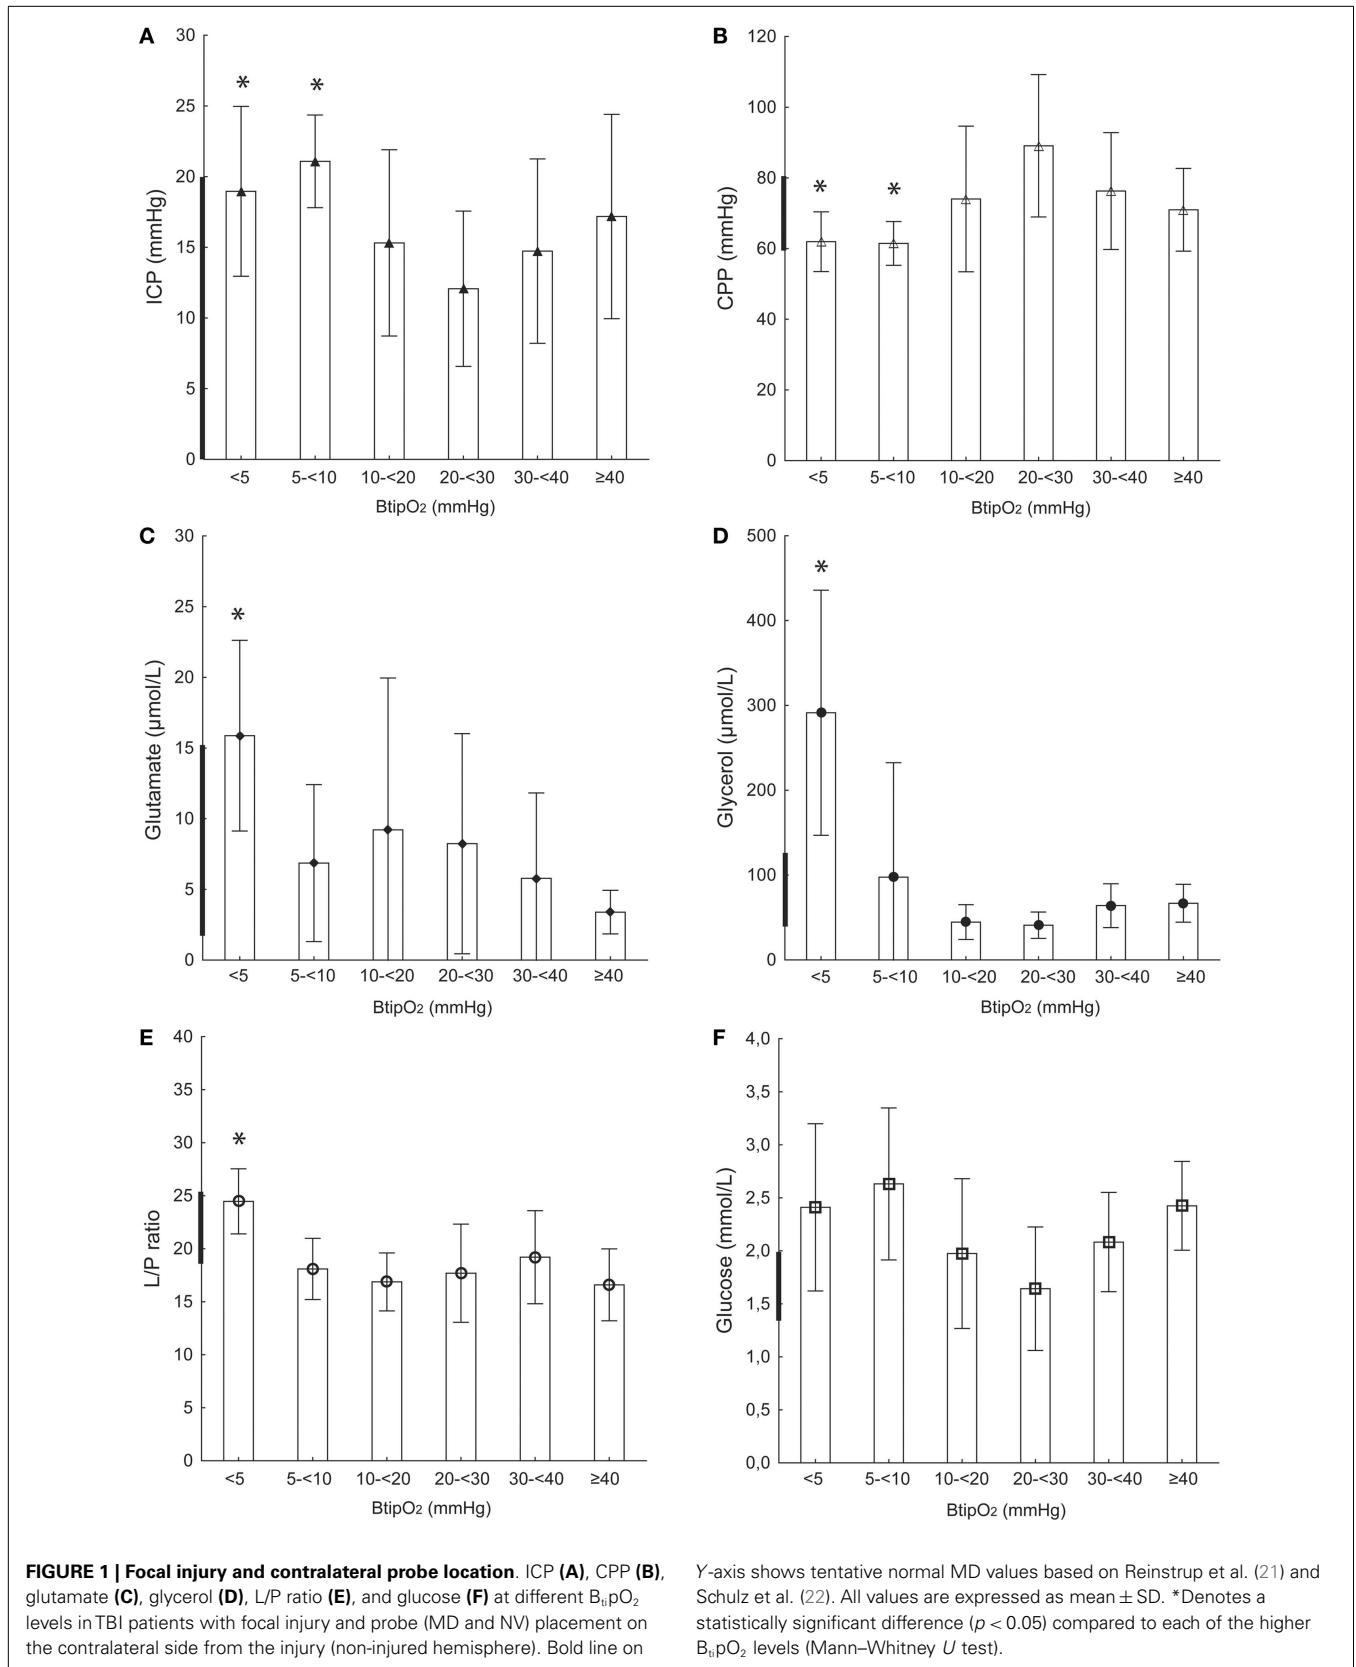 A
30
25
20
15
10
5
0
ICP (mmHg)
* *
<5 5-<10 10-<20 20-<30 30-<40 ≥40
BtipO2 (mmHg)
B
120
100
80
60
40
20
0
CPP (mmHg)
* *
<5 5-<10 10-<20 20-<30 30-<40 ≥40
BtipO2 (mmHg)
C
30
25
20
15
10
5
0
Glutamate (µmol/L)
*
<5 5-<10 10-<20 20-<30 30-<40 ≥40
BtipO2 (mmHg)
D
500
400
300
200
100
0
Glycerol (µmol/L)
*
<5 5-<10 10-<20 20-<30 30-<40 ≥40
BtipO2 (mmHg)
E
40
35
30
25
20
15
10
5
0
L/P ratio
*
<5 5-<10 10-<20 20-<30 30-<40 ≥40
BtipO2 (mmHg)
F
4,0
3,5
3,0
2,5
2,0
1,5
1,0
0,5
0,0
Glucose (mmol/L)
<5 5-<10 10-<20 20-<30 30-<40 ≥40
BtipO2 (mmHg)
FIGURE 1 | Focal injury and contralateral probe location. ICP (A), CPP (B),
glutamate (C), glycerol (D), L/P ratio (E), and glucose (F) at different BtipO2
levels in TBI patients with focal injury and probe (MD and NV) placement on
the contralateral side from the injury (non-injured hemisphere). Bold line on
Y-axis shows tentative normal MD values based on Reinstrup et al. (21) and
Schulz et al. (22). All values are expressed as mean ± SD. *Denotes a
statistically significant difference (p < 0.05) compared to each of the higher
BtipO2 levels (Mann–Whitney U test).